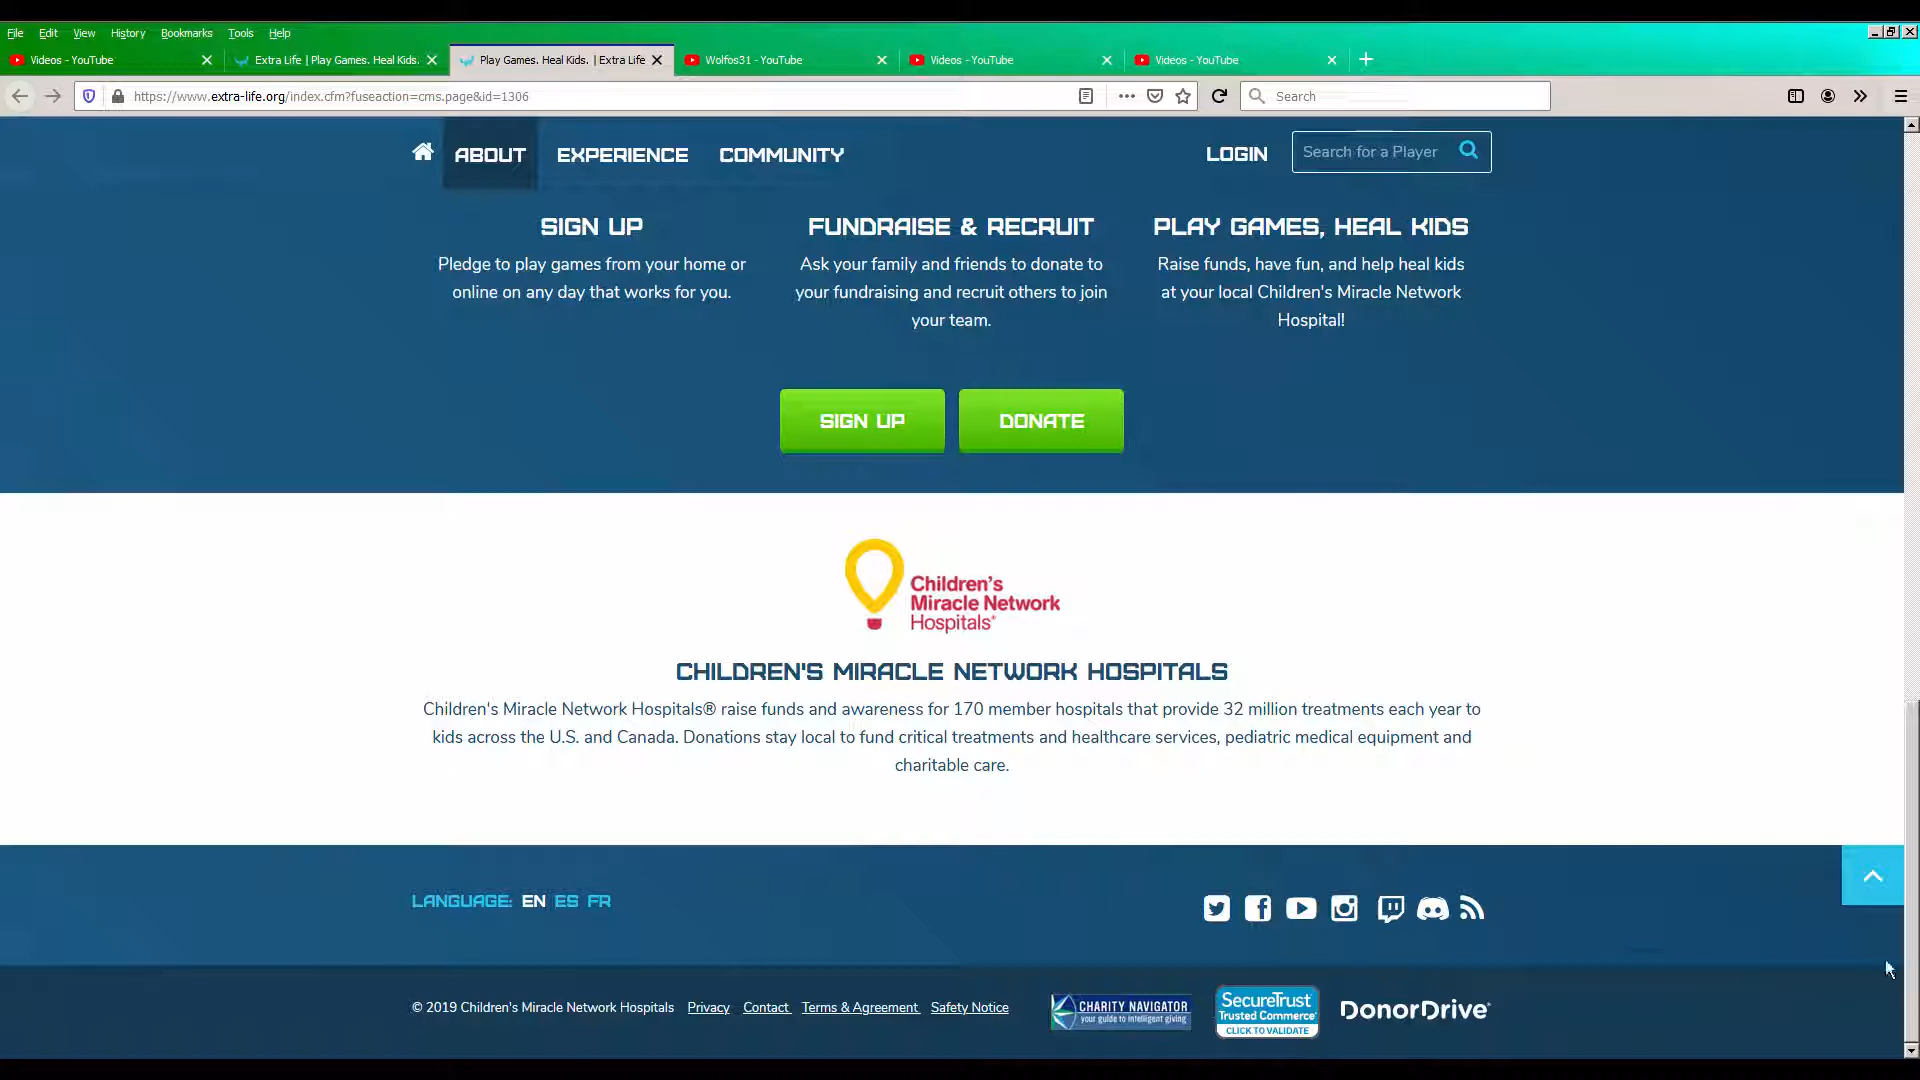 File Edit View History Bookmarks Tools Help
Videos - YouTube
Extra Life | Play Games. Heal Kids.
Play Games. Heal Kids. | Extra Life
Wolfos31 - YouTube
Videos - YouTube
Videos - YouTube
https://www.extra-life.org/index.cfm?fuseaction=cms.page&id=1306
Search
ABOUT EXPERIENCE COMMUNITY
LOGIN
Search for a Player
SIGN UP
Pledge to play games from your home or
online on any day that works for you.
FUNDRAISE & RECRUIT
Ask your family and friends to donate to
your fundraising and recruit others to join
your team.
PLAY GAMES, HEAL KIDS
Raise funds, have fun, and help heal kids
at your local Children's Miracle Network
Hospital!
SIGN UP
DONATE
Children's
Miracle Network
Hospitals®
CHILDREN'S MIRACLE NETWORK HOSPITALS
Children's Miracle Network Hospitals® raise funds and awareness for 170 member hospitals that provide 32 million treatments each year to
kids across the U.S. and Canada. Donations stay local to fund critical treatments and healthcare services, pediatric medical equipment and
charitable care.
LANGUAGE: EN ES FR
© 2019 Children's Miracle Network Hospitals Privacy Contact Terms & Agreement Safety Notice
CHARITY NAVIGATOR
your guide to intelligent giving
SecureTrust™
Trusted Commerce™
CLICK TO VALIDATE
DonorDrive®